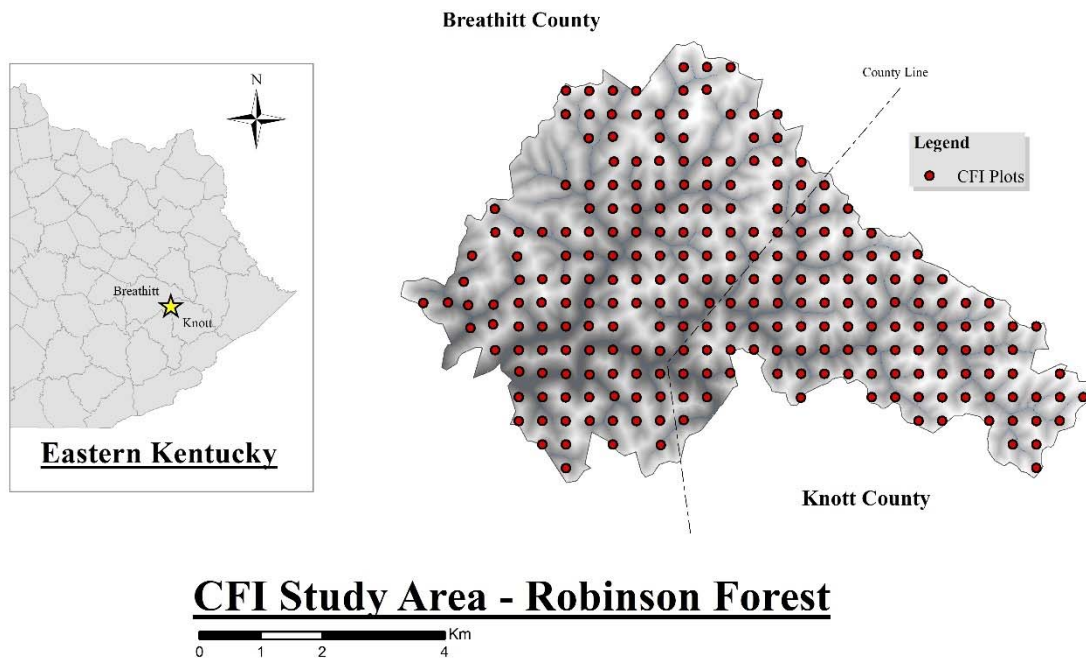 Breathitt County
N
County Line
Legend
CFI Plots
Breathitt
Knott
Eastern Kentucky
Knott County
CFI Study Area - Robinson Forest
Km
0 1 2 4